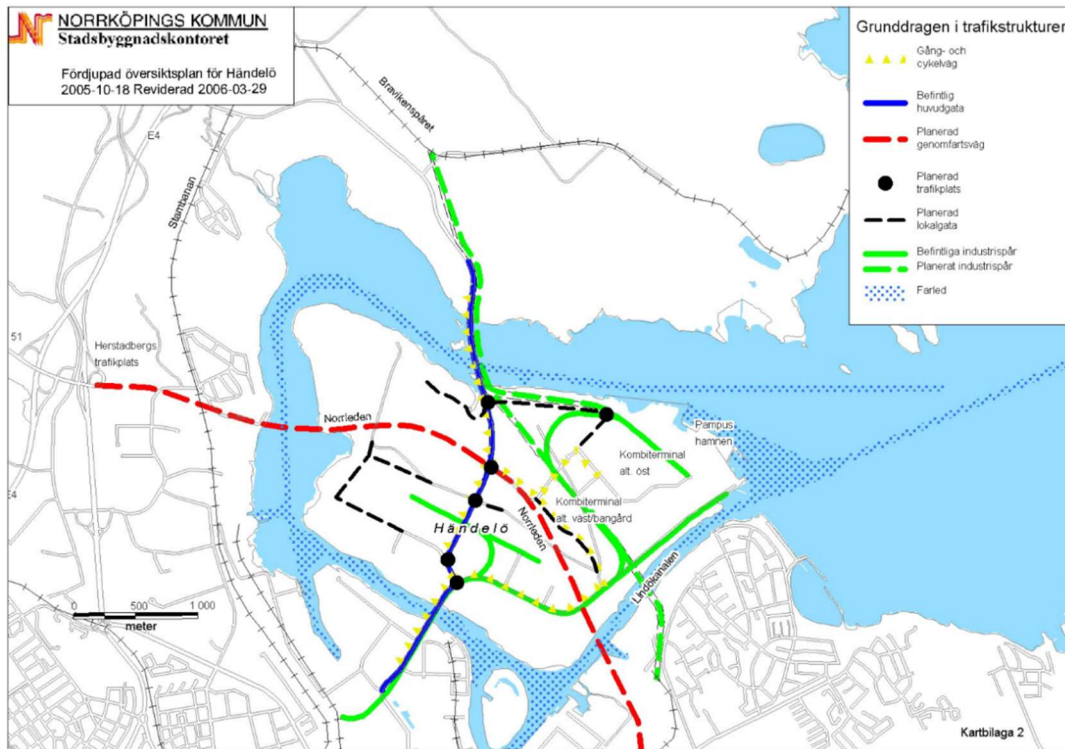 NORRKÖPINGS KOMMUN
Stadsbyggnadskontoret
Fördjupad översiktsplan för Händelö
2005-10-18 Reviderad 2006-03-29
Grunddragen i trafikstrukturen
Gång- och
cykelväg
Befintlig
huvudgata
Planerad
genomfartsväg
Planerad
trafikplats
Planerad
lokalgata
Befintliga industrispår
Planerat industrispår
Farled
E4
Bravikenspåret
Stambanan
51
Herstadbergs
trafikplats
Norrleden
Pampus
hamnen
Kombiterminal
alt. öst
Kombiterminal
alt. väst/bangård
E4
Händelö
Norrleden
Lindökanalen
0 500 1 000
meter
Kartbilaga 2